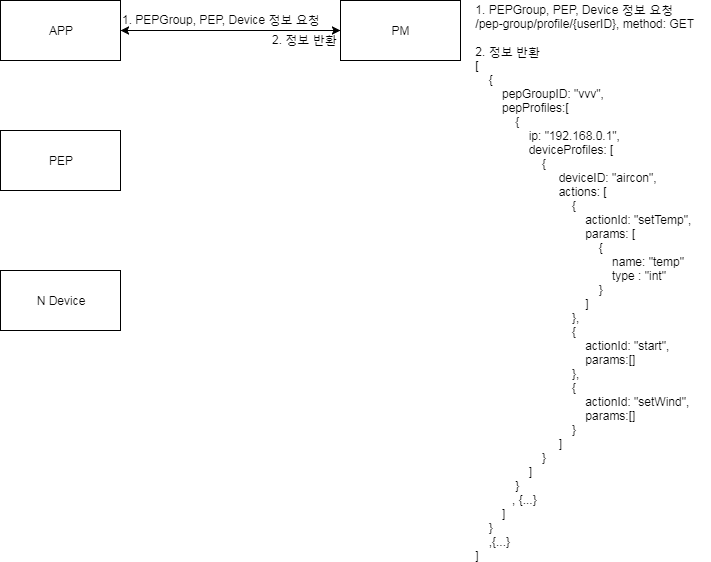 APP
1. PEPGroup, PEP, Device 정보 요청
2. 정보 반환
PM
PEP
N Device
1. PEPGroup, PEP, Device 정보 요청
/pep-group/profile/{userID}, method: GET
2. 정보 반환
[
{
pepGroupID: "vvv",
pepProfiles:[
{
ip: "192.168.0.1",
deviceProfiles: [
{
deviceID: "aircon",
actions: [
{
actionId: "setTemp",
params: [
{
name: "temp"
type : "int"
}
]
},
{
actionId: "start",
params:[]
},
{
actionId: "setWind",
params:[]
}
]
}
]
}
, {...}
]
}
,{...}
]